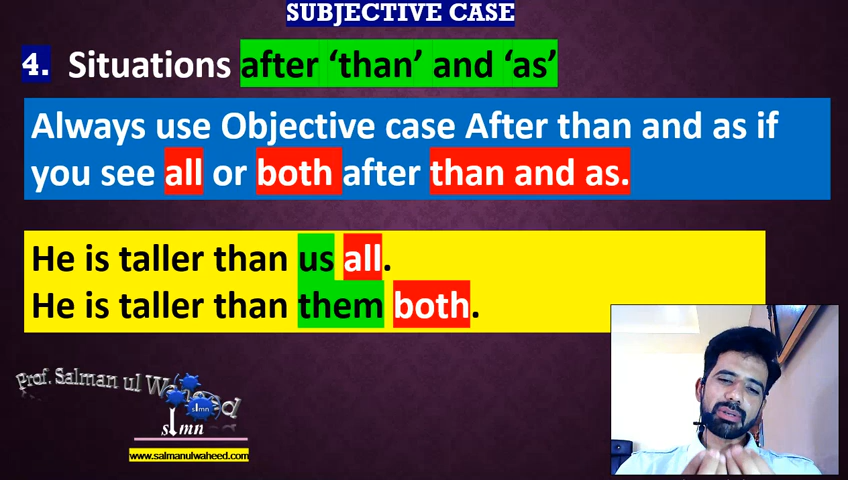 SUBJECTIVE CASE
4. Situations after ‘than’ and ‘as’
Always use Objective case After than and as if
you see all or both after than and as.
He is taller than us all.
He is taller than them both.
Prof. Salman ul Waheed
slmn
slmn
www.salmanulwaheed.com